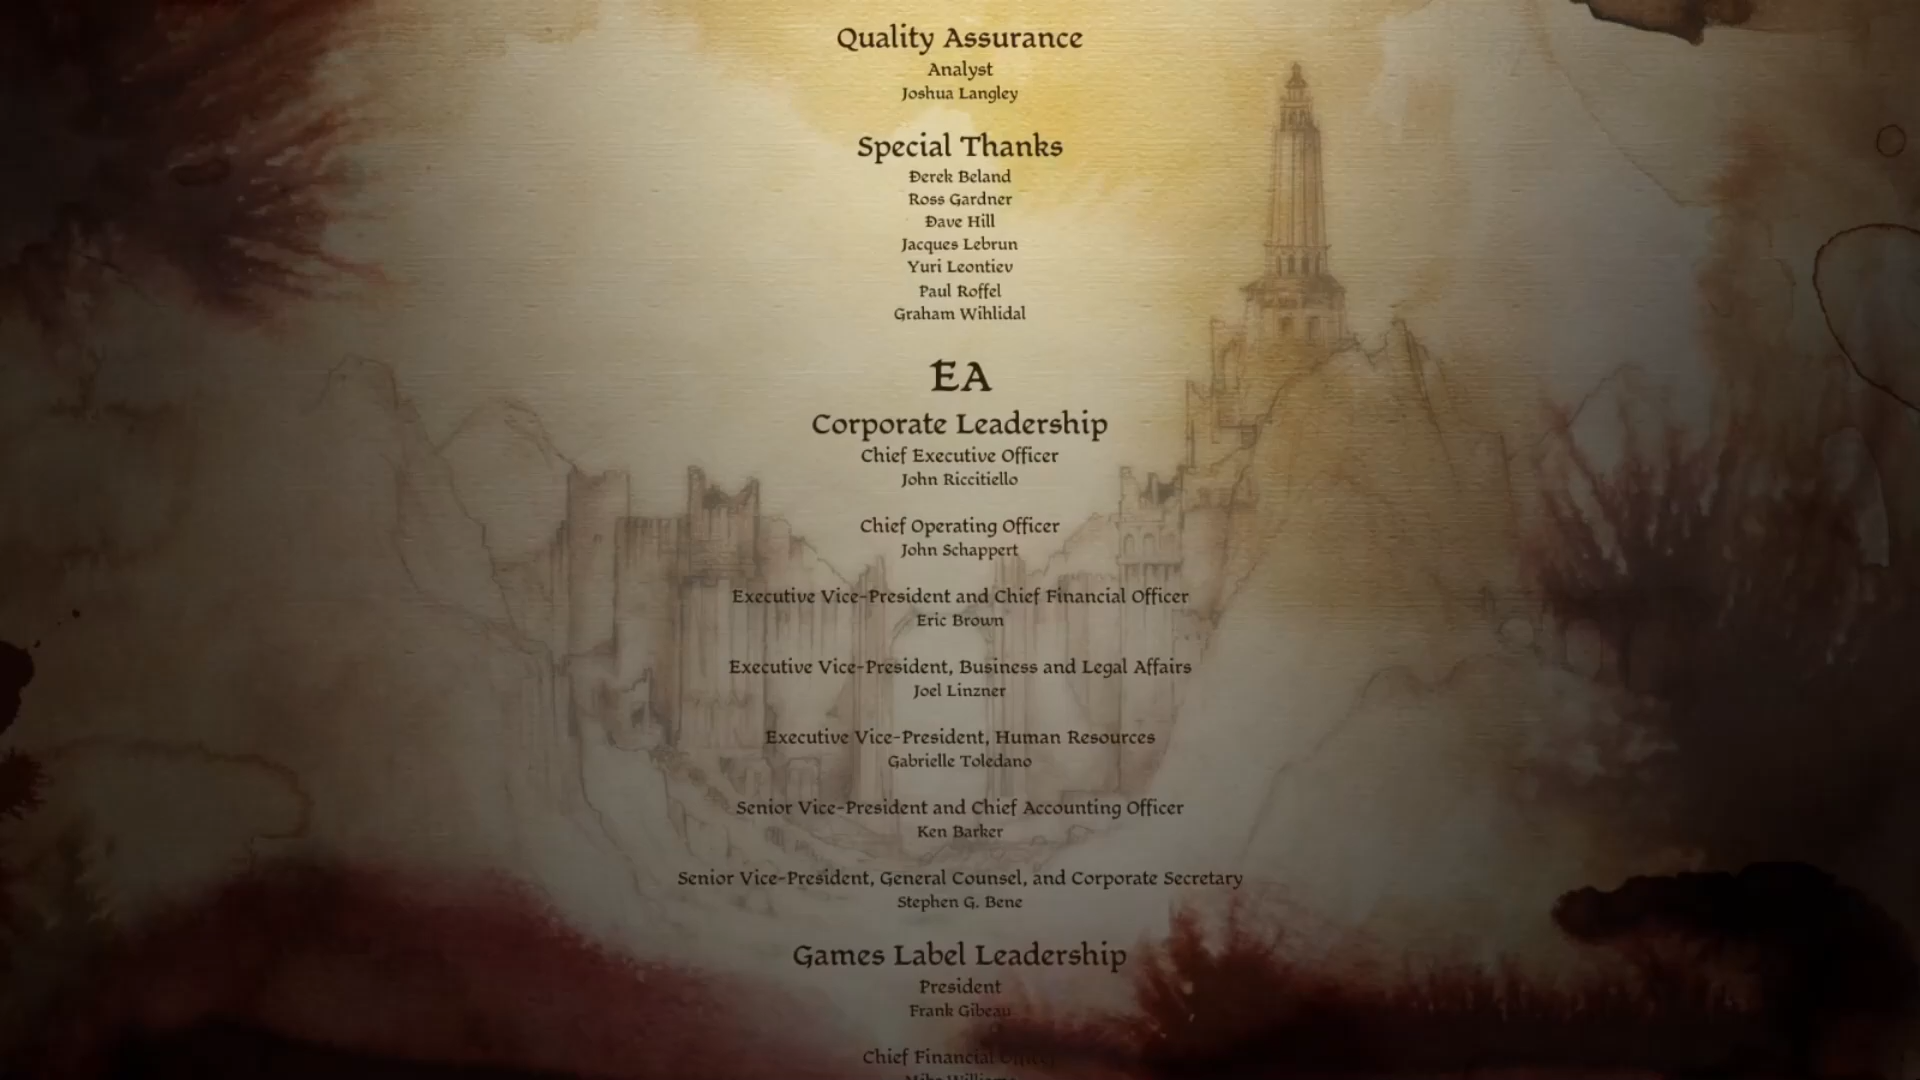 Quality Assurance
Analyst
Joshua Langley
Special Thanks
Derek Beland
Ross Gardner
Dave Hill
Jacques Lebrun
Yuri Leontiev
Paul Roffel
Graham Wihlidal
EA
Corporate Leadership
Chief Executive Officer
John Riccitiello
Chief Operating Officer
John Schappert
Executive Vice-President and Chief Financial Officer
Eric Brown
Executive Vice-President, Business and Legal Affairs
Joel Linzner
Executive Vice-President, Human Resources
Gabrielle Toledano
Senior Vice-President and Chief Accounting Officer
Ken Barker
Senior Vice-President, General Counsel, and Corporate Secretary
Stephen G. Bene
Games Label Leadership
President
Frank Gibeau
Chief Financial Officer